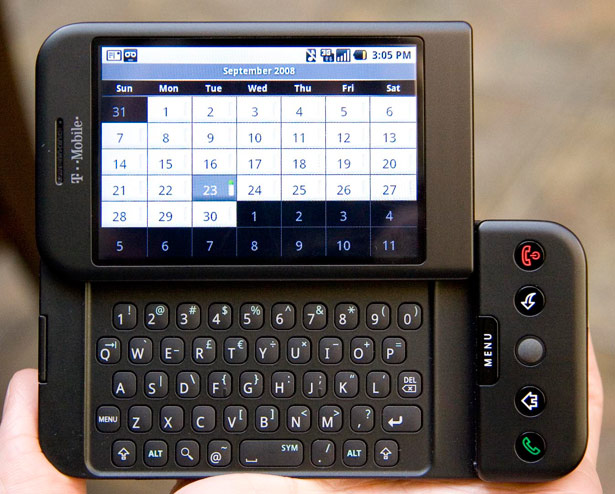 3G 3:05 PM
September 2008
Sun Mon Tue Wed Thu Fri Sat
31 1 2 3 4 5 6
7 8 9 10 11 12 13
14 15 16 17 18 19 20
21 22 23 24 25 26 27
28 29 30 1 2 3 4
5 6 7 8 9 10 11
T··Mobile·
MENU
1! 2@ 3# 4$ 5% 6^ 7& 8* 9( 0)
Q W` E– R£ T€ Y÷ U× I– O+ P=
A S| D\ F{ G} H: J; K“ L' DEL
MENU Z X C V[ B] N< M> ,?
ALT @~ SYM ./ ALT